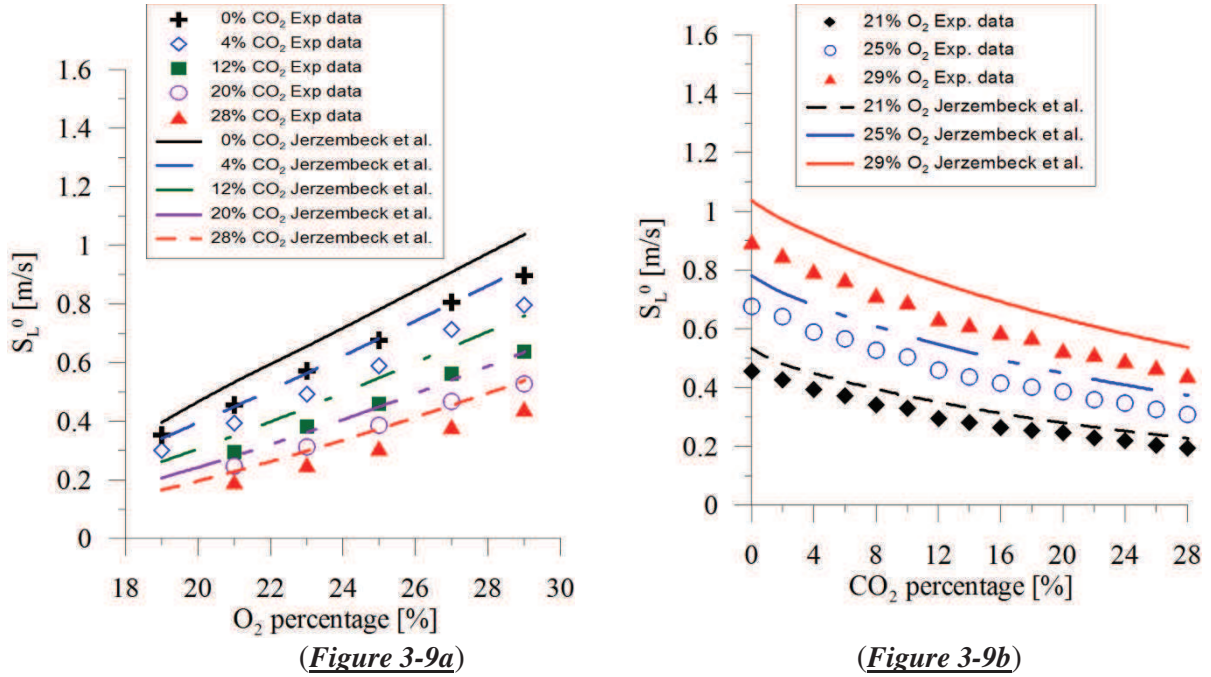 0% CO₂ Exp data
4% CO₂ Exp data
12% CO₂ Exp data
20% CO₂ Exp data
28% CO₂ Exp data
0% CO₂ Jerzembeck et al.
4% CO₂ Jerzembeck et al.
12% CO₂ Jerzembeck et al.
20% CO₂ Jerzembeck et al.
28% CO₂ Jerzembeck et al.
1.6
1.4
1.2
1
0.8
0.6
0.4
0.2
0
S_L⁰ [m/s]
18 20 22 24 26 28 30
O₂ percentage [%]
(Figure 3-9a)
21% O₂ Exp. data
25% O₂ Exp. data
29% O₂ Exp. data
21% O₂ Jerzembeck et al.
25% O₂ Jerzembeck et al.
29% O₂ Jerzembeck et al.
1.6
1.4
1.2
1
0.8
0.6
0.4
0.2
0
S_L⁰ [m/s]
0 4 8 12 16 20 24 28
CO₂ percentage [%]
(Figure 3-9b)